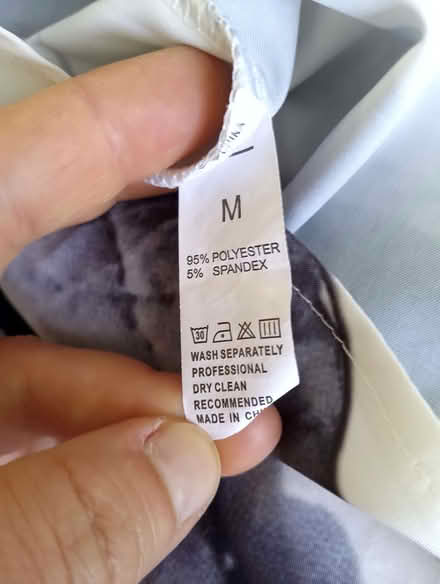 M
95% POLYESTER
5% SPANDEX
30
WASH SEPARATELY
PROFESSIONAL
DRY CLEAN
RECOMMENDED
MADE IN